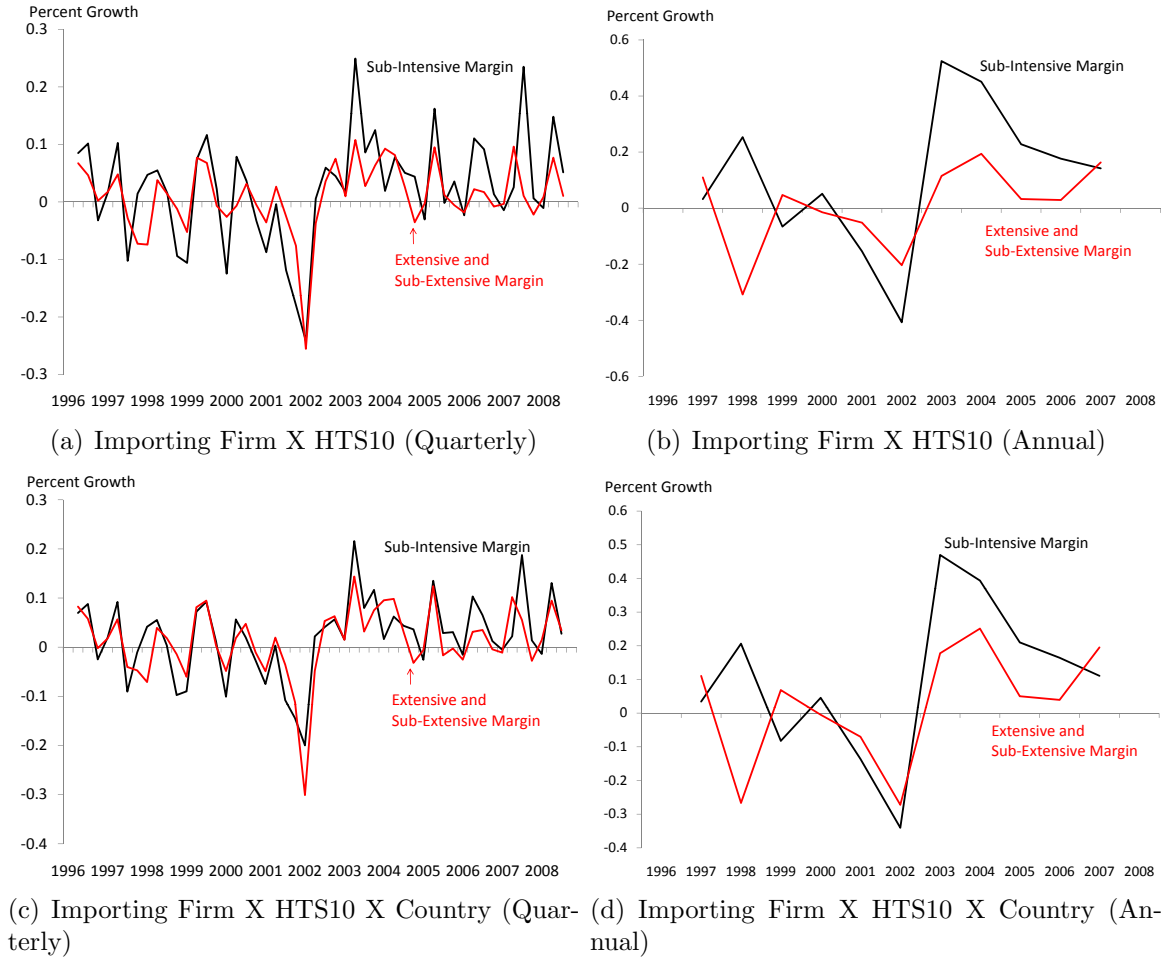 Percent Growth
0.3
0.2
0.1
0
-0.1
-0.2
-0.3
Sub-Intensive Margin
Extensive and
Sub-Extensive Margin
1996 1997 1998 1999 2000 2001 2002 2003 2004 2005 2006 2007 2008
(a) Importing Firm X HTS10 (Quarterly)
Percent Growth
0.6
0.4
0.2
0
-0.2
-0.4
-0.6
Sub-Intensive Margin
Extensive and
Sub-Extensive Margin
1996 1997 1998 1999 2000 2001 2002 2003 2004 2005 2006 2007 2008
(b) Importing Firm X HTS10 (Annual)
Percent Growth
0.3
0.2
0.1
0
-0.1
-0.2
-0.3
-0.4
Sub-Intensive Margin
Extensive and
Sub-Extensive Margin
1996 1997 1998 1999 2000 2001 2002 2003 2004 2005 2006 2007 2008
(c) Importing Firm X HTS10 X Country (Quar-
terly)
Percent Growth
0.6
0.5
0.4
0.3
0.2
0.1
0
-0.1
-0.2
-0.3
-0.4
Sub-Intensive Margin
Extensive and
Sub-Extensive Margin
1996 1997 1998 1999 2000 2001 2002 2003 2004 2005 2006 2007 2008
(d) Importing Firm X HTS10 X Country (An-
nual)